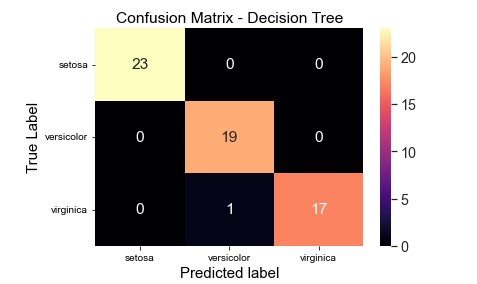 Confusion Matrix - Decision Tree
True Label
setosa 23 0 0
versicolor 0 19 0
virginica 0 1 17
setosa versicolor virginica
Predicted label
20
15
10
5
0